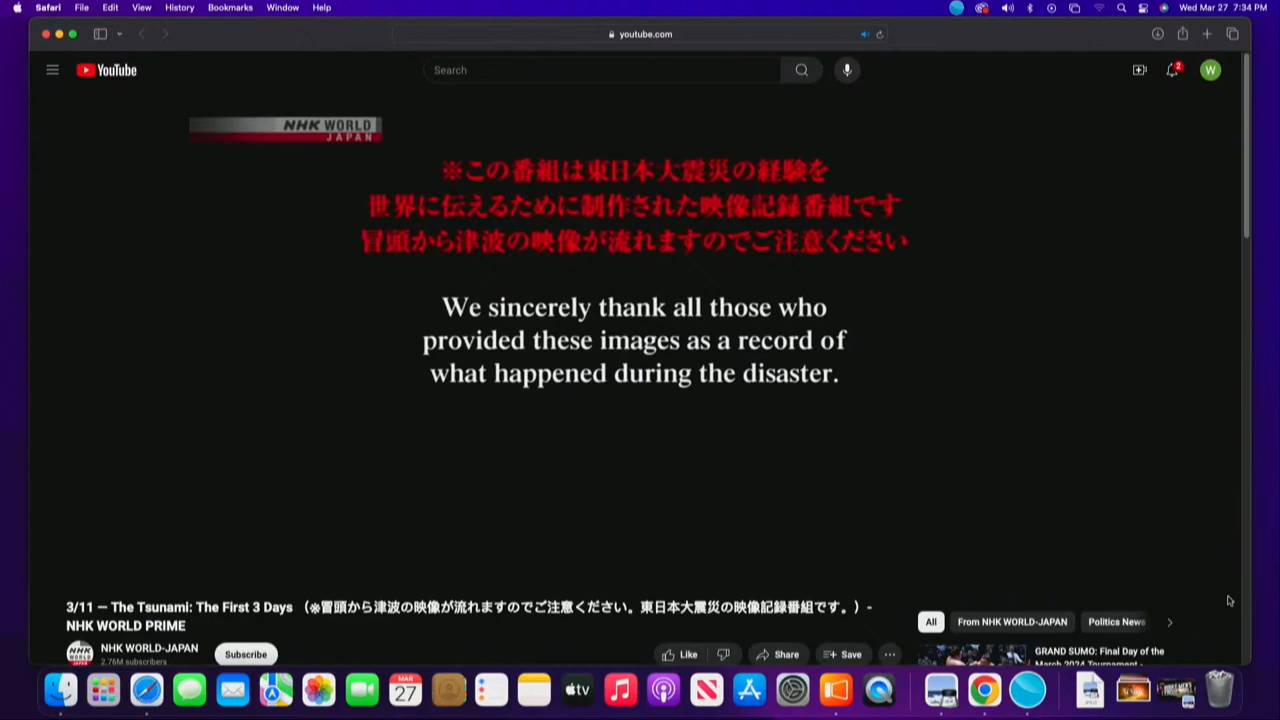 Safari File Edit View History Bookmarks Window Help Wed Mar 27 7:34 PM
youtube.com
YouTube Search 2 W
NHK WORLD
JAPAN
※この番組は東日本大震災の経験を
世界に伝えるために制作された映像記録番組です
冒頭から津波の映像が流れますのでご注意ください
We sincerely thank all those who
provided these images as a record of
what happened during the disaster.
3/11 — The Tsunami: The First 3 Days （※冒頭から津波の映像が流れますのでご注意ください。東日本大震災の映像記録番組です。） -
NHK WORLD PRIME
All From NHK WORLD-JAPAN Politics News
NHK WORLD-JAPAN
2.76M subscribers
Subscribe
Like Share Save
GRAND SUMO: Final Day of the
March 2024 Tournament -
MAR
27
tv